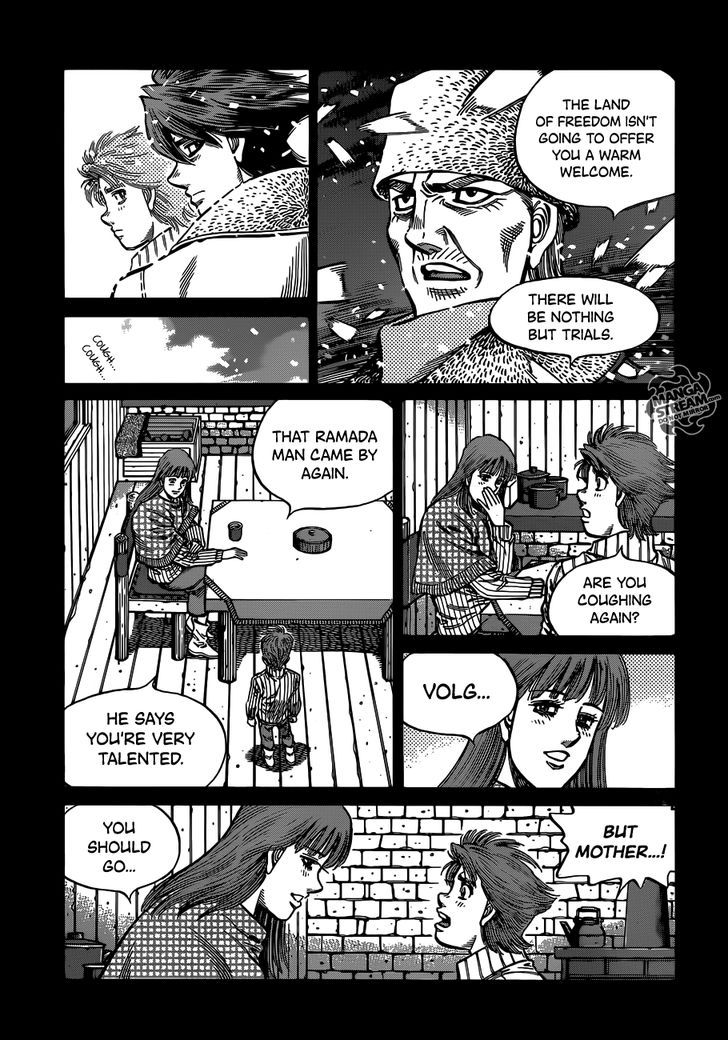 THE LAND
OF FREEDOM ISN'T
GOING TO OFFER
YOU A WARM
WELCOME.
THERE WILL
BE NOTHING
BUT TRIALS.
COUGH...
COUGH...
MANGA
STREAM
THAT RAMADA
MAN CAME BY
AGAIN.
HE SAYS
YOU'RE VERY
TALENTED.
ARE YOU
COUGHING
AGAIN?
VOLG...
YOU
SHOULD
GO...
BUT
MOTHER...!